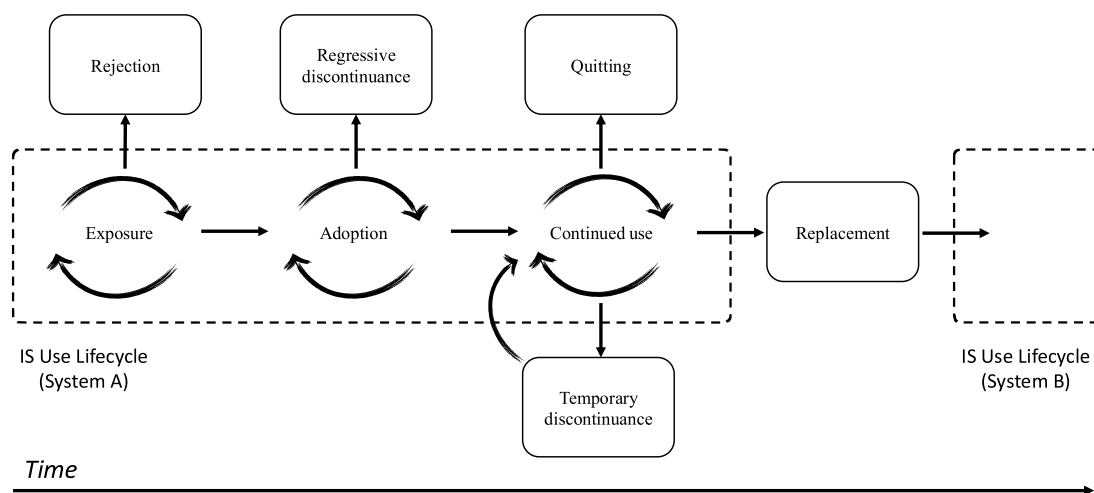 Rejection
Regressive
discontinuance
Quitting
Exposure
Adoption
Continued use
Replacement
IS Use Lifecycle
(System A)
IS Use Lifecycle
(System B)
Temporary
discontinuance
Time